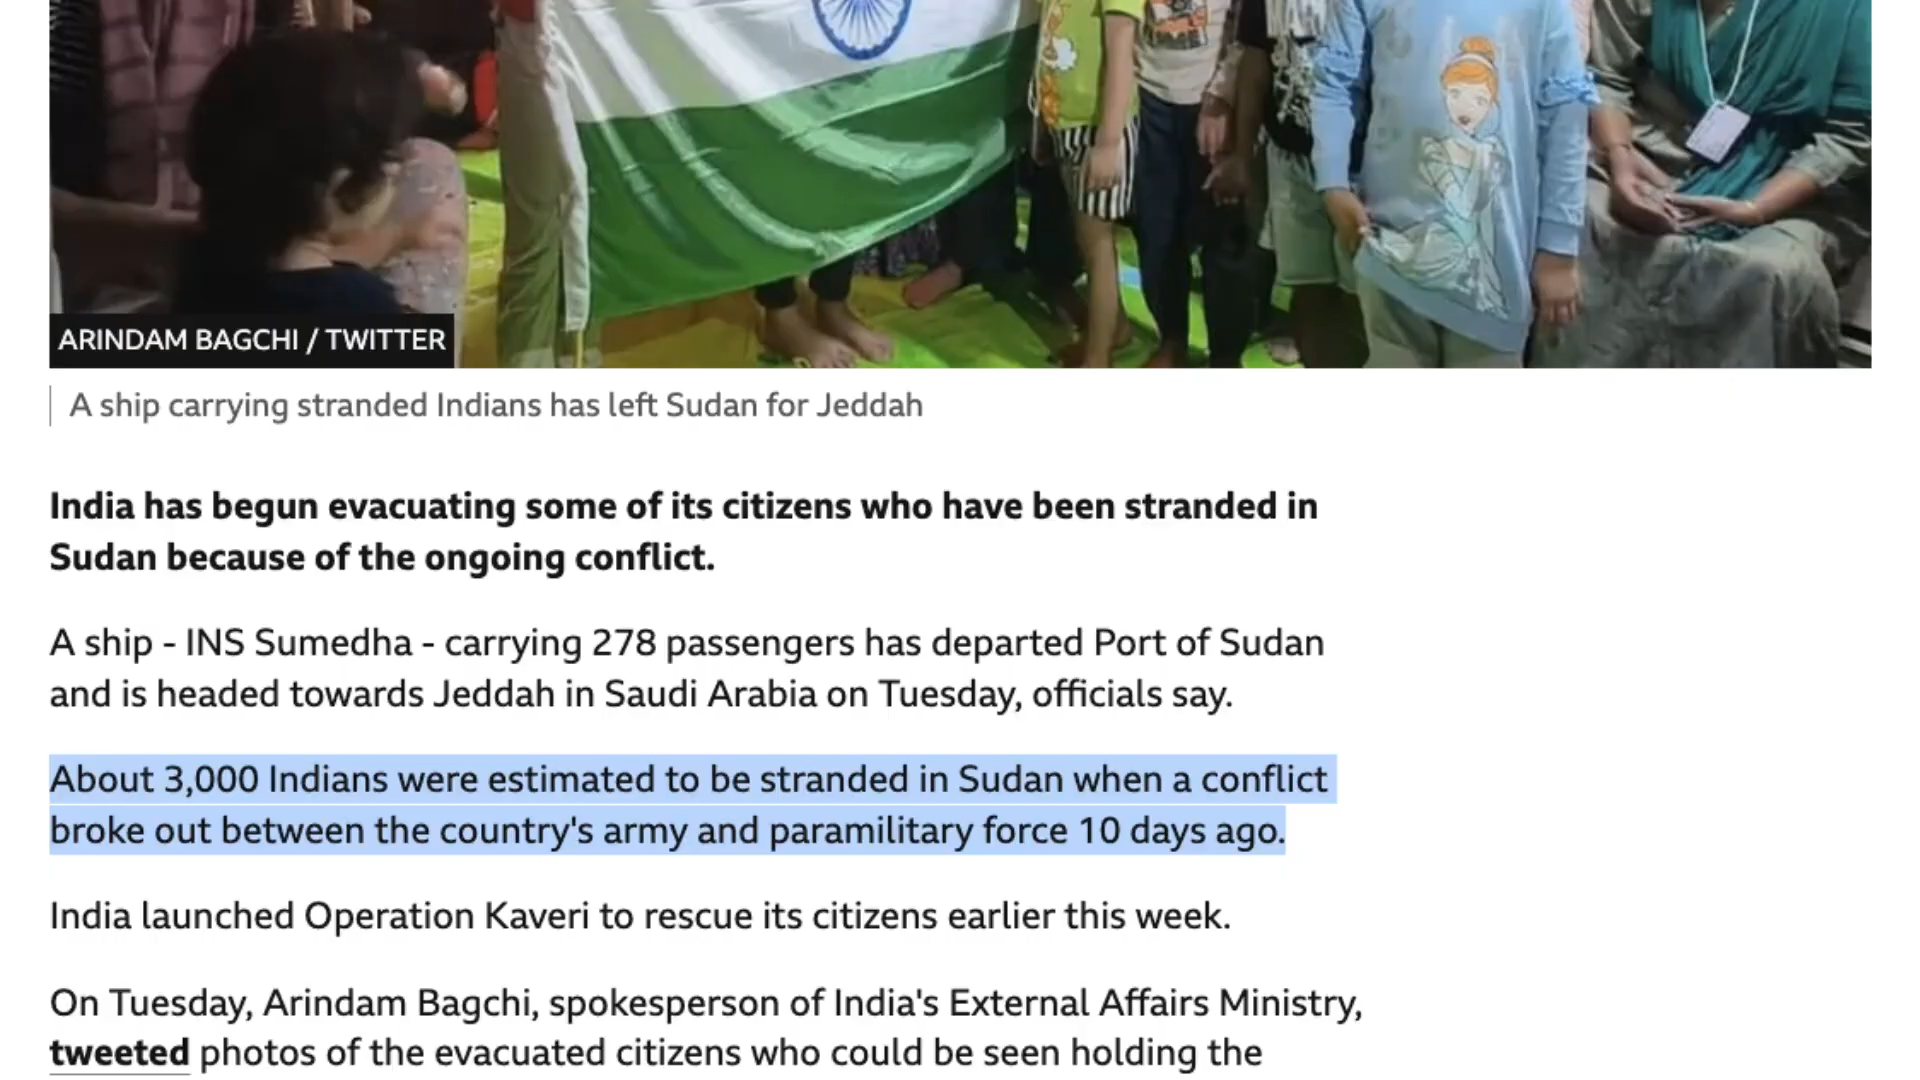 ARINDAM BAGCHI / TWITTER
A ship carrying stranded Indians has left Sudan for Jeddah
India has begun evacuating some of its citizens who have been stranded in
Sudan because of the ongoing conflict.
A ship - INS Sumedha - carrying 278 passengers has departed Port of Sudan
and is headed towards Jeddah in Saudi Arabia on Tuesday, officials say.
About 3,000 Indians were estimated to be stranded in Sudan when a conflict
broke out between the country's army and paramilitary force 10 days ago.
India launched Operation Kaveri to rescue its citizens earlier this week.
On Tuesday, Arindam Bagchi, spokesperson of India's External Affairs Ministry,
tweeted photos of the evacuated citizens who could be seen holding the